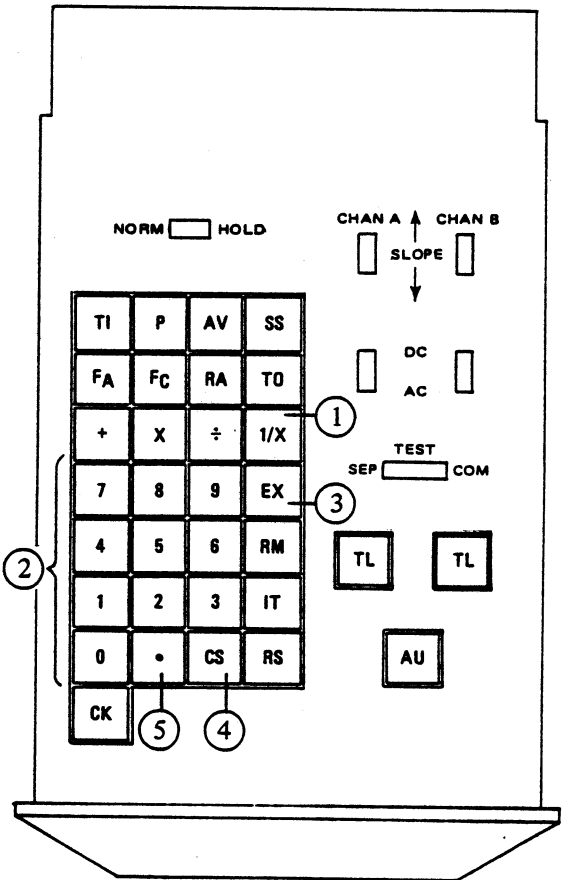 NORM HOLD
CHAN A CHAN B
SLOPE
TI P AV SS
FA FC RA TO
DC
AC
+ X ÷ 1/X
1
TEST
SEP COM
7 8 9 EX
3
2
4 5 6 RM
TL TL
1 2 3 IT
0 • CS RS
AU
CK
5 4